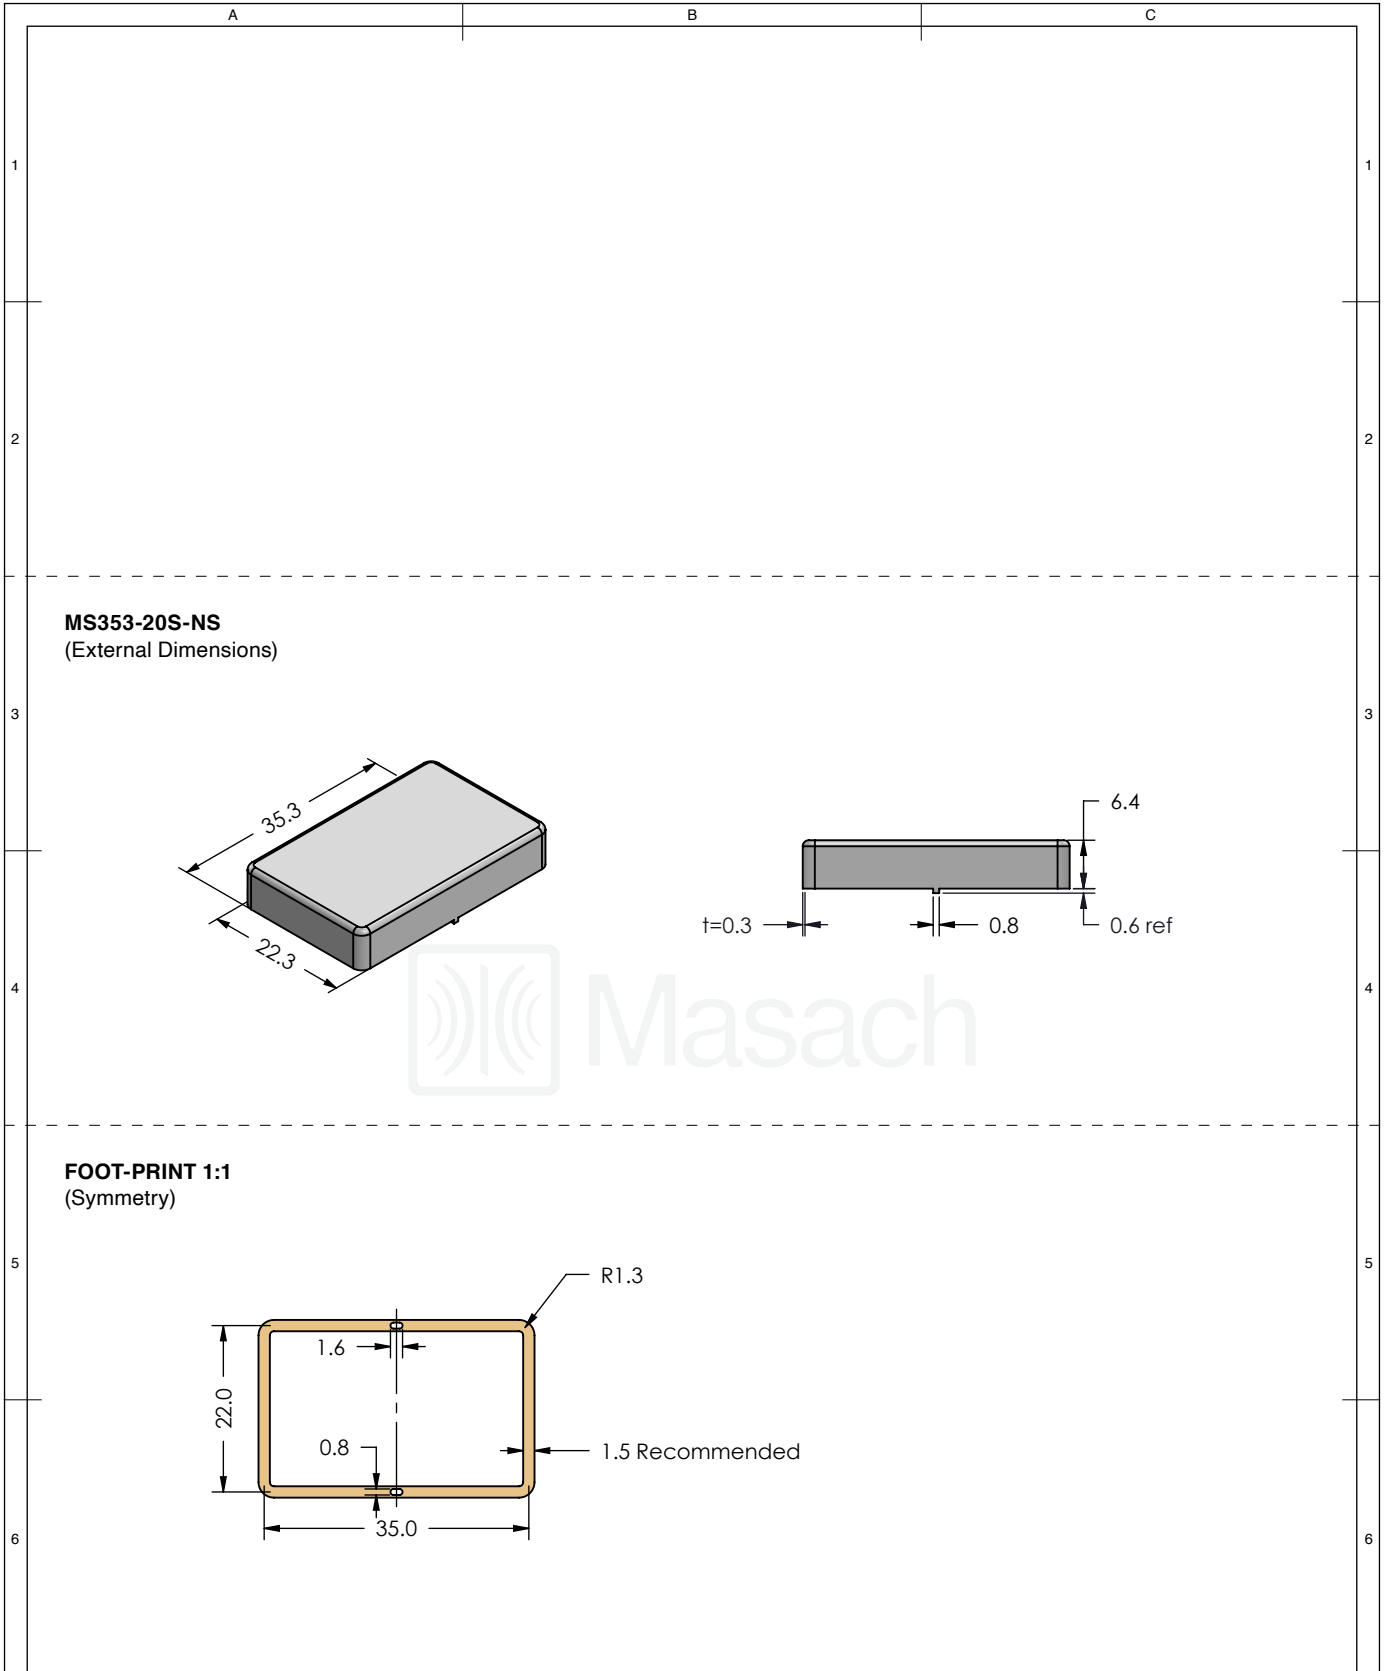 A B C
1 1
2 2
MS353-20S-NS
(External Dimensions)
3 3
35.3
22.3
6.4
t=0.3
0.8
0.6 ref
4 4
Masach
FOOT-PRINT 1:1
(Symmetry)
5 5
R1.3
1.6
22.0
0.8
1.5 Recommended
35.0
6 6